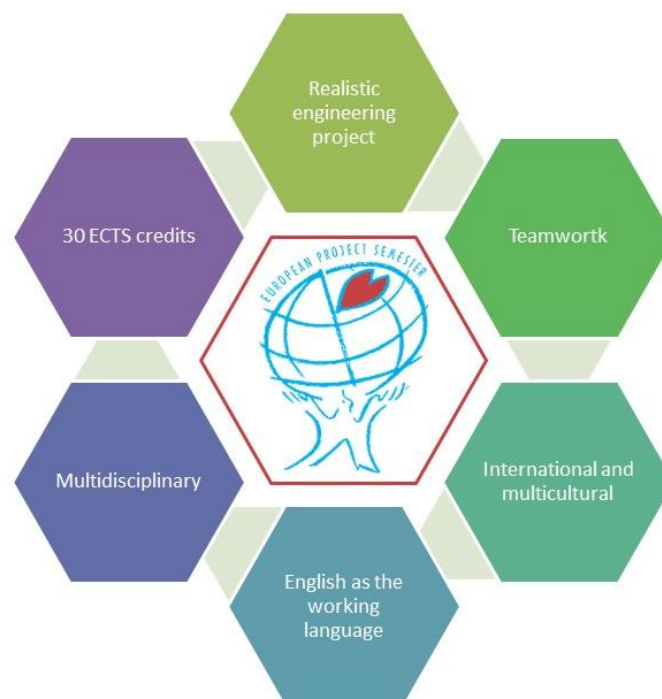 Realistic
engineering
project
30 ECTS credits
Teamwortk
EUROPEAN PROJECT SEMESTER
Multidisciplinary
International and
multicultural
English as the
working
language